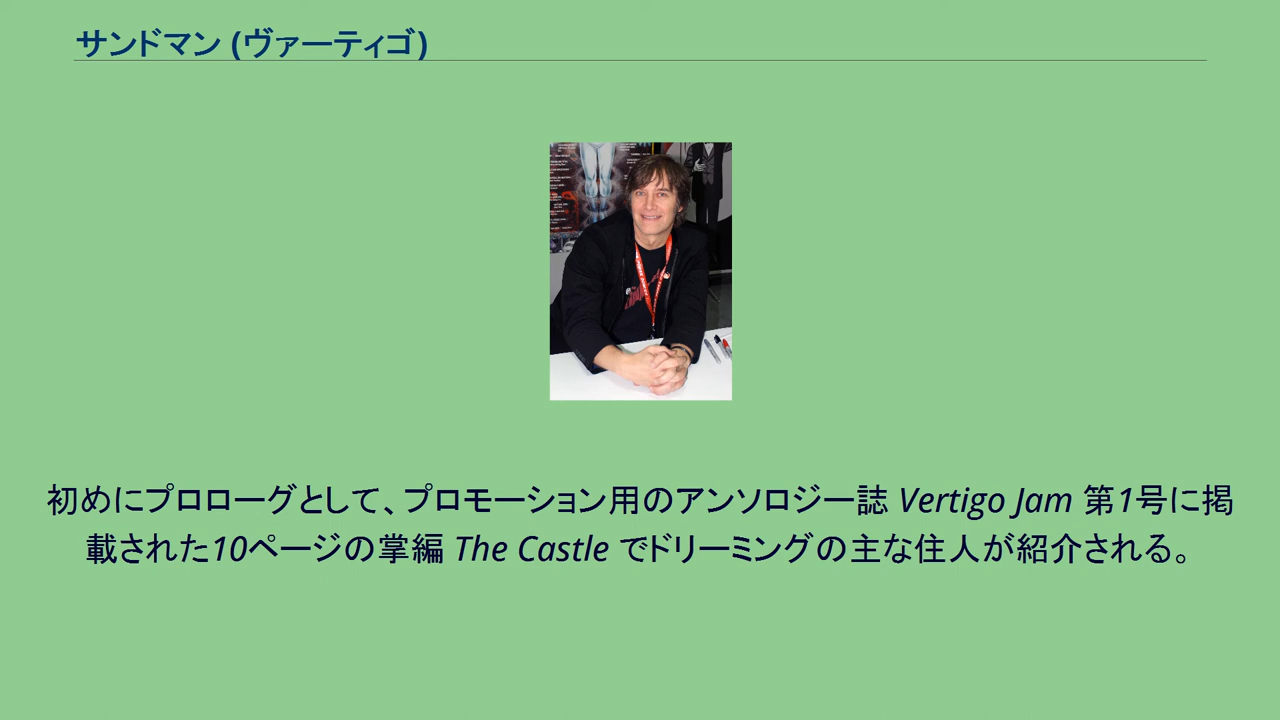 サンドマン (ヴァーティゴ)
初めにプロローグとして、プロモーション用のアンソロジー誌 Vertigo Jam 第1号に掲
載された10ページの掌編 The Castle でドリーミングの主な住人が紹介される。